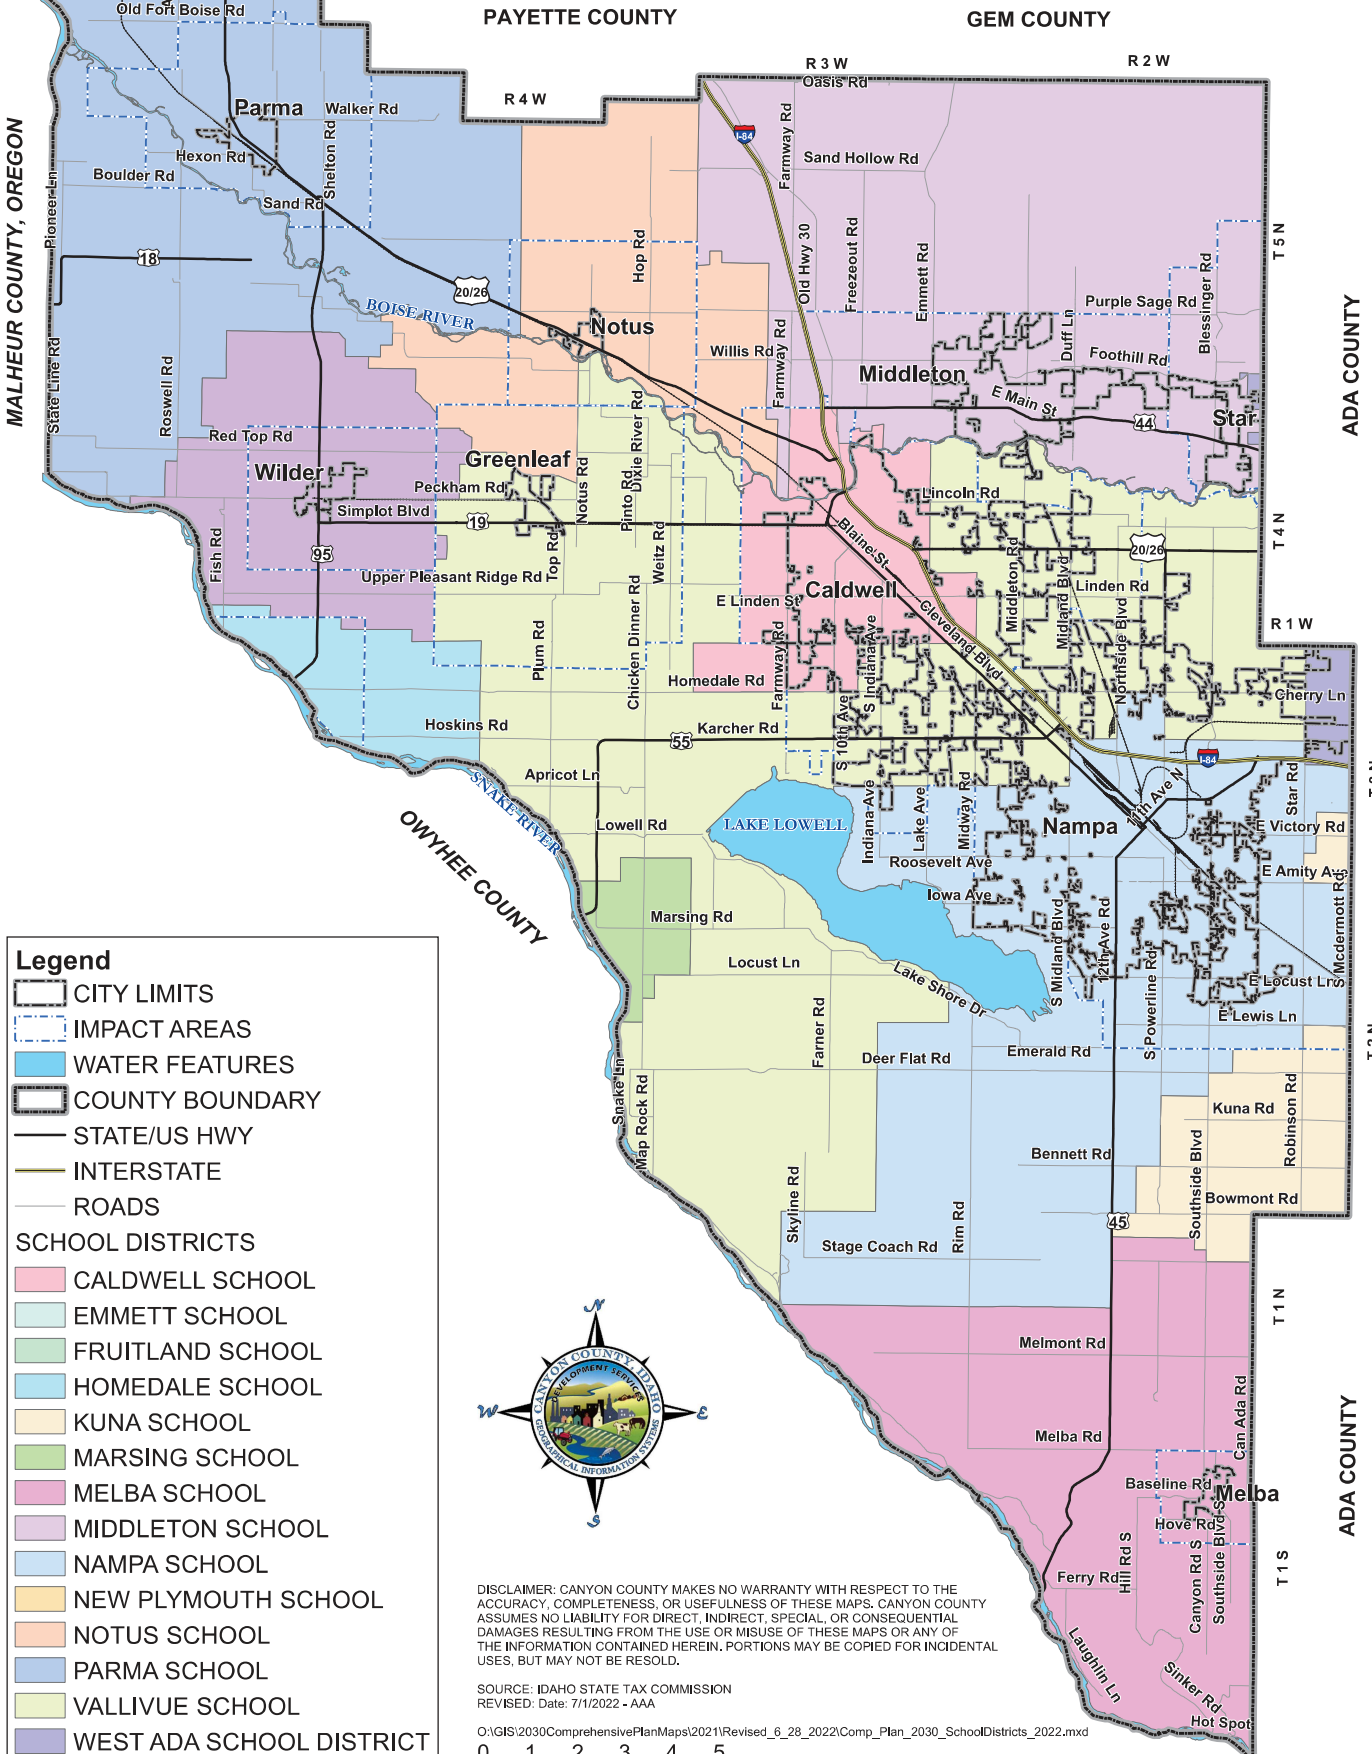 PAYETTE COUNTY
GEM COUNTY
Old Fort Boise Rd
R 4 W
R 3 W
R 2 W
Oasis Rd
MALHEUR COUNTY, OREGON
Parma
Walker Rd
Hexon Rd
Shelton Rd
Boulder Rd
Pioneer Ln
Sand Rd
I-84
Farmway Rd
Sand Hollow Rd
18
20/26
BOISE RIVER
Hop Rd
Old Hwy 30
Freezeout Rd
Emmett Rd
T 5 N
Purple Sage Rd
Blessinger Rd
ADA COUNTY
Notus
Willis Rd
Farmway Rd
Duff Ln
Foothill Rd
Middleton
E Main St
44
Star
State Line Rd
Roswell Rd
Red Top Rd
Wilder
Greenleaf
Peckham Rd
Simplot Blvd
19
Notus Rd
Pinto Rd
Dixie River Rd
Lincoln Rd
T 4 N
Fish Rd
95
Upper Pleasant Ridge Rd
Top Rd
Weitz Rd
Blaine St
Middleton Rd
Midland Blvd
20/26
Linden Rd
E Linden St
Caldwell
Cleveland Blvd
Northside Blvd
R 1 W
Plum Rd
Chicken Dinner Rd
Farmway Rd
S Indiana Ave
Homedale Rd
Cherry Ln
Hoskins Rd
Karcher Rd
55
S 10th Ave
Apricot Ln
SNAKE RIVER
I-84
11th Ave N
Star Rd
LAKE LOWELL
Lowell Rd
Indiana Ave
Lake Ave
Midway Rd
Nampa
E Victory Rd
OWYHEE COUNTY
Roosevelt Ave
E Amity Ave
Iowa Ave
Marsing Rd
S Midland Blvd
12th Ave Rd
S Mcdermott Rd
Locust Ln
Lake Shore Dr
S Powerline Rd
E Locust Ln
E Lewis Ln
Farner Rd
Deer Flat Rd
Emerald Rd
Snake Ln
Map Rock Rd
Kuna Rd
Robinson Rd
Bennett Rd
Southside Blvd
Bowmont Rd
Skyline Rd
Rim Rd
45
Stage Coach Rd
T 1 N
Melmont Rd
Can Ada Rd
Melba Rd
ADA COUNTY
Baseline Rd
Melba
Hove Rd
Hill Rd S
Canyon Rd S
Southside Blvd S
T 1 S
Ferry Rd
Laughlin Ln
Sinker Rd
Hot Spot
Legend
CITY LIMITS
IMPACT AREAS
WATER FEATURES
COUNTY BOUNDARY
STATE/US HWY
INTERSTATE
ROADS
SCHOOL DISTRICTS
CALDWELL SCHOOL
EMMETT SCHOOL
FRUITLAND SCHOOL
HOMEDALE SCHOOL
KUNA SCHOOL
MARSING SCHOOL
MELBA SCHOOL
MIDDLETON SCHOOL
NAMPA SCHOOL
NEW PLYMOUTH SCHOOL
NOTUS SCHOOL
PARMA SCHOOL
VALLIVUE SCHOOL
WEST ADA SCHOOL DISTRICT
N
W
E
S
CANYON COUNTY, IDAHO
DEVELOPMENT SERVICES
GEOGRAPHICAL INFORMATION SYSTEMS
DISCLAIMER: CANYON COUNTY MAKES NO WARRANTY WITH RESPECT TO THE
ACCURACY, COMPLETENESS, OR USEFULNESS OF THESE MAPS. CANYON COUNTY
ASSUMES NO LIABILITY FOR DIRECT, INDIRECT, SPECIAL, OR CONSEQUENTIAL
DAMAGES RESULTING FROM THE USE OR MISUSE OF THESE MAPS OR ANY OF
THE INFORMATION CONTAINED HEREIN. PORTIONS MAY BE COPIED FOR INCIDENTAL
USES, BUT MAY NOT BE RESOLD.
SOURCE: IDAHO STATE TAX COMMISSION
REVISED: Date: 7/1/2022 - AAA
O:\GIS\2030ComprehensivePlanMaps\2021\Revised_6_28_2022\Comp_Plan_2030_SchoolDistricts_2022.mxd
0 1 2 3 4 5